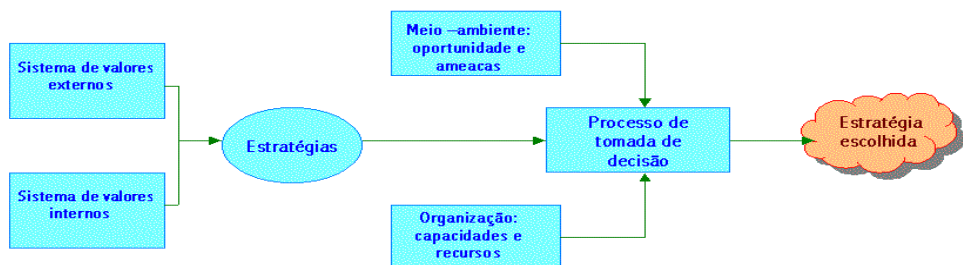 Sistema de valores
externos
Sistema de valores
internos
Estratégias
Meio –ambiente:
oportunidade e
ameacas
Organização:
capacidades e
recursos
Processo de
tomada de
decisão
Estratégia
escolhida